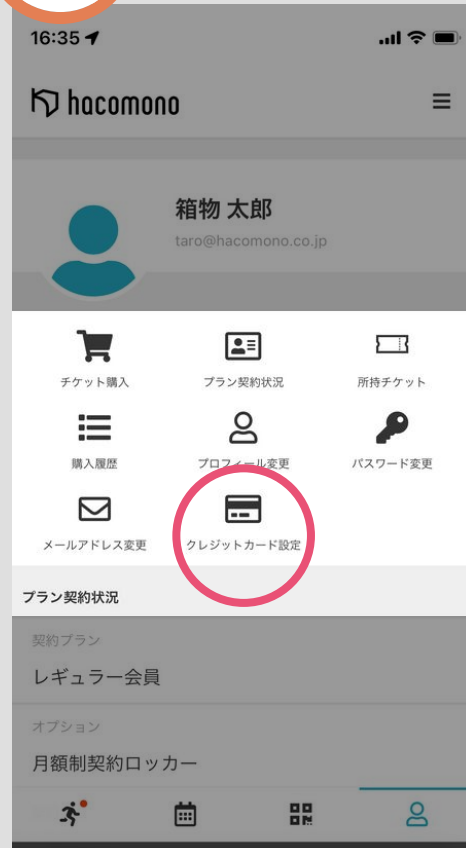 16:35
hacomono
箱物 太郎
taro@hacomono.co.jp
チケット購入
プラン契約状況
所持チケット
購入履歴
プロフィール変更
パスワード変更
メールアドレス変更
クレジットカード設定
プラン契約状況
契約プラン
レギュラー会員
オプション
月額制契約ロッカー